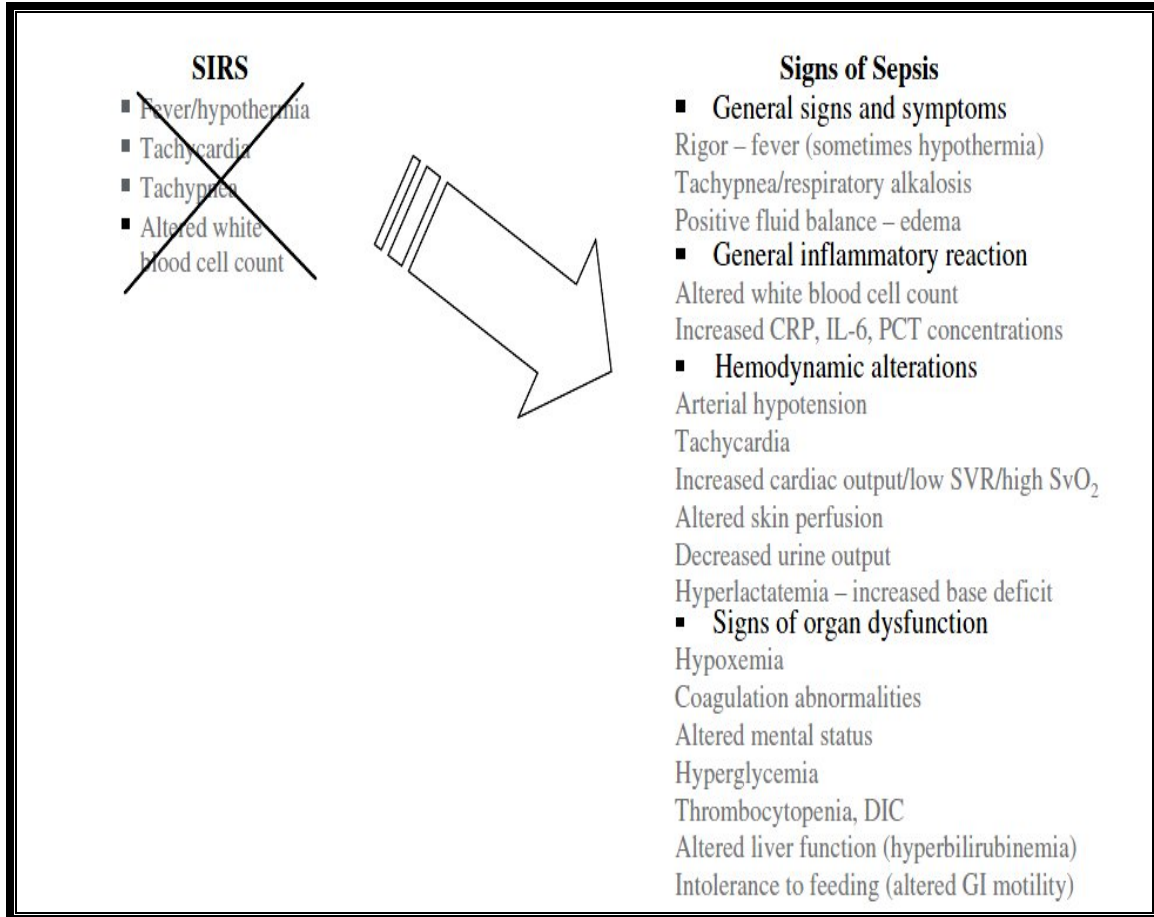 SIRS
▪ Fever/hypothermia
▪ Tachycardia
▪ Tachypnea
▪ Altered white
blood cell count
Signs of Sepsis
▪ General signs and symptoms
Rigor – fever (sometimes hypothermia)
Tachypnea/respiratory alkalosis
Positive fluid balance – edema
▪ General inflammatory reaction
Altered white blood cell count
Increased CRP, IL-6, PCT concentrations
▪ Hemodynamic alterations
Arterial hypotension
Tachycardia
Increased cardiac output/low SVR/high SvO₂
Altered skin perfusion
Decreased urine output
Hyperlactatemia – increased base deficit
▪ Signs of organ dysfunction
Hypoxemia
Coagulation abnormalities
Altered mental status
Hyperglycemia
Thrombocytopenia, DIC
Altered liver function (hyperbilirubinemia)
Intolerance to feeding (altered GI motility)